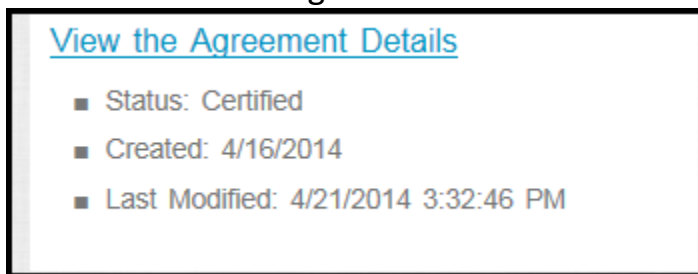 View the Agreement Details
Status: Certified
Created: 4/16/2014
Last Modified: 4/21/2014 3:32:46 PM